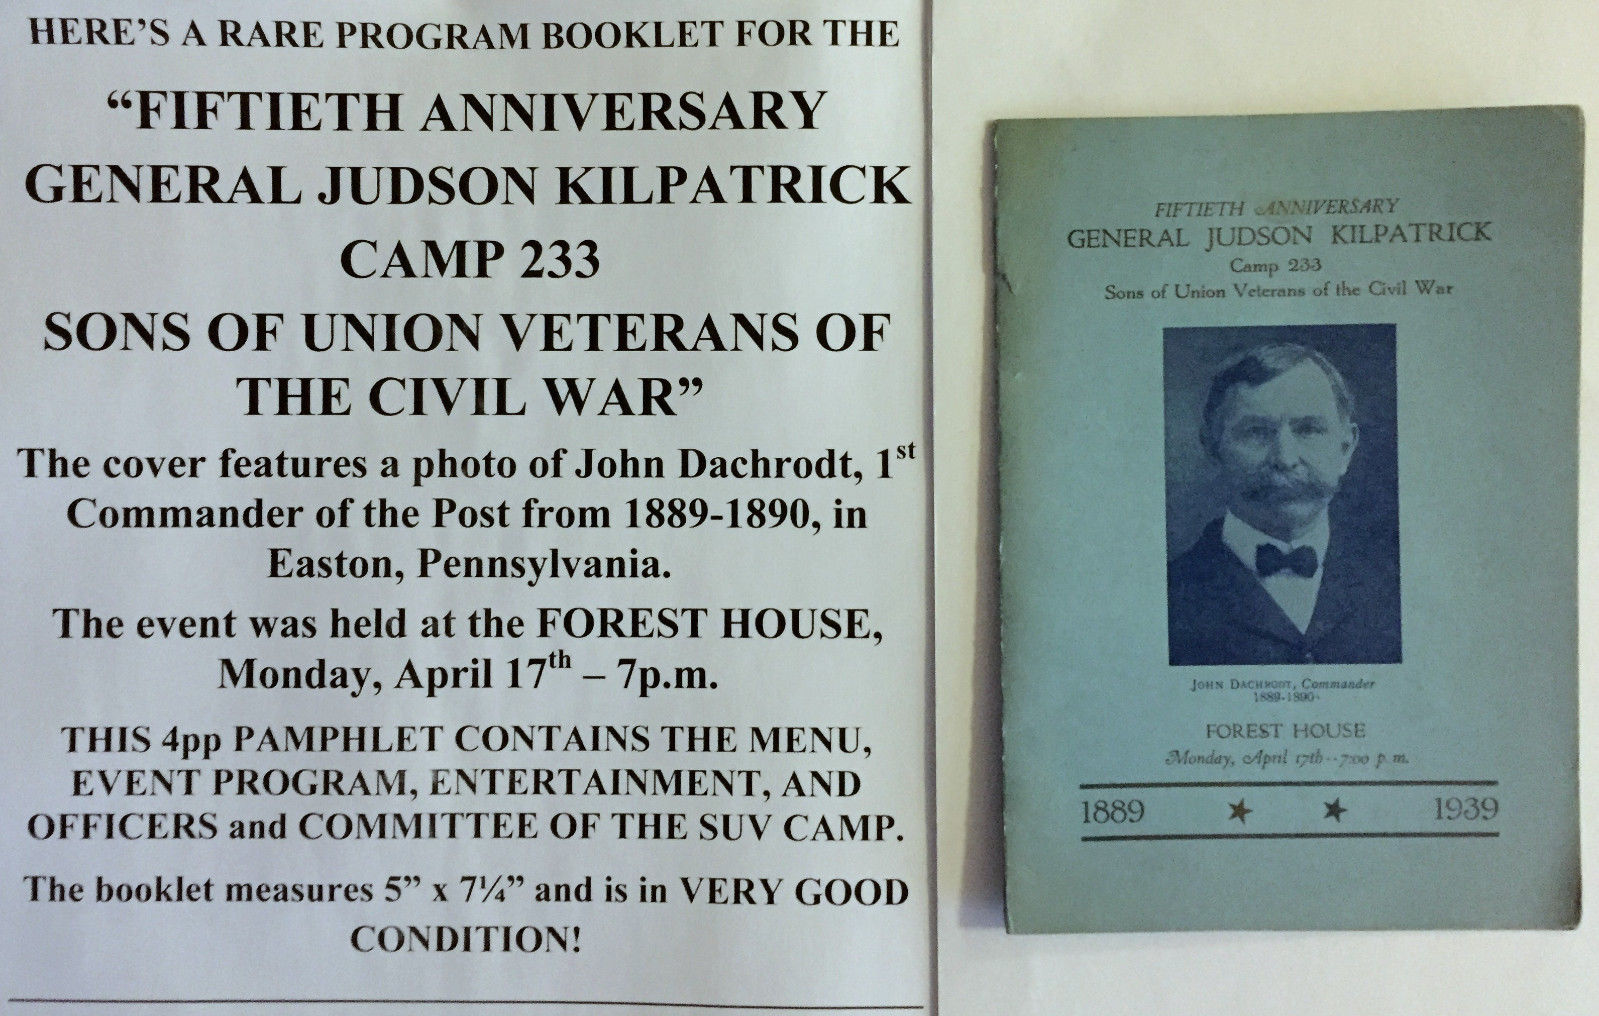 HERE'S A RARE PROGRAM BOOKLET FOR THE
“FIFTIETH ANNIVERSARY
GENERAL JUDSON KILPATRICK
CAMP 233
SONS OF UNION VETERANS OF
THE CIVIL WAR”
The cover features a photo of John Dachrodt, 1st
Commander of the Post from 1889-1890, in
Easton, Pennsylvania.
The event was held at the FOREST HOUSE,
Monday, April 17th – 7p.m.
THIS 4pp PAMPHLET CONTAINS THE MENU,
EVENT PROGRAM, ENTERTAINMENT, AND
OFFICERS and COMMITTEE OF THE SUV CAMP.
The booklet measures 5” x 7¼” and is in VERY GOOD
CONDITION!
FIFTIETH ANNIVERSARY
GENERAL JUDSON KILPATRICK
Camp 233
Sons of Union Veterans of the Civil War
JOHN DACHRODT, Commander
1889-1890
FOREST HOUSE
Monday, April 17th--7:00 p. m.
1889 ★ ★ 1939